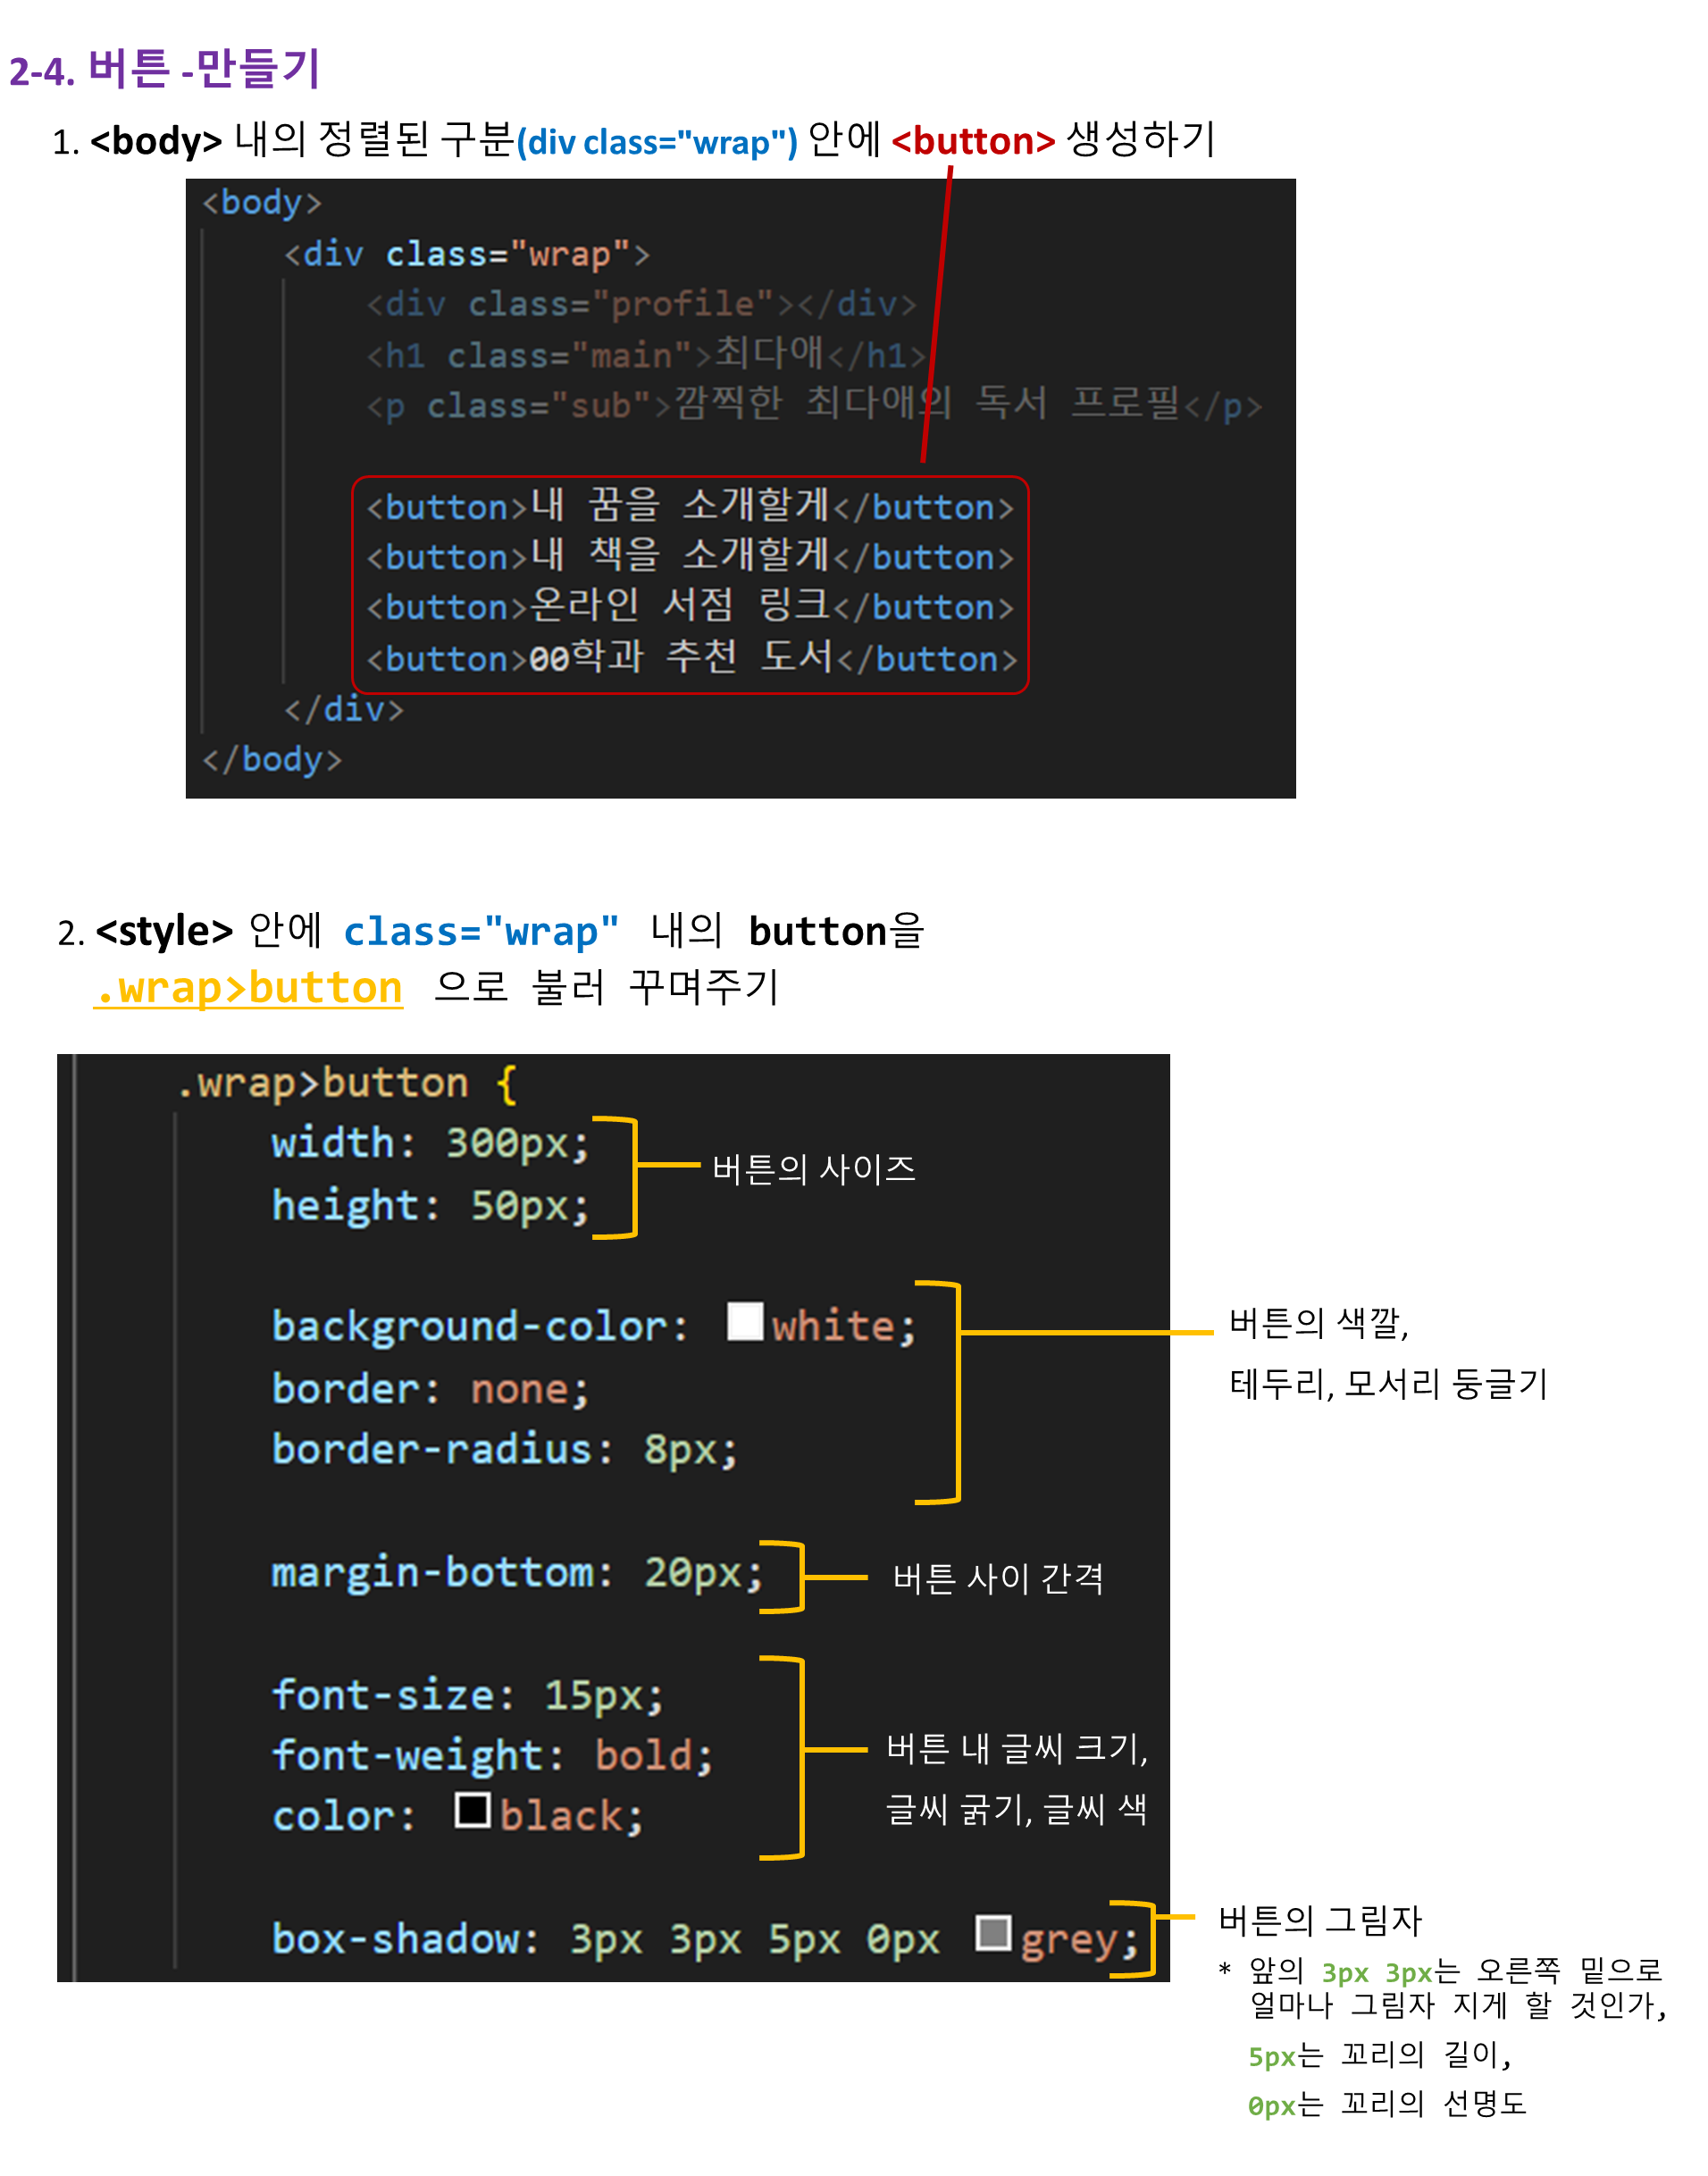 2-4. 버튼 -만들기
1. <body> 내의 정렬된 구분(div class="wrap") 안에 <button> 생성하기
<body>
<div class="wrap">
<div class="profile"></div>
<h1 class="main">최다애</h1>
<p class="sub">깜찍한 최다애의 독서 프로필</p>
<button>내 꿈을 소개할게</button>
<button>내 책을 소개할게</button>
<button>온라인 서점 링크</button>
<button>00학과 추천 도서</button>
</div>
</body>
2. <style> 안에 class="wrap" 내의 button을
.wrap>button 으로 불러 꾸며주기
.wrap>button {
width: 300px;
height: 50px;
버튼의 사이즈
background-color: white;
border: none;
border-radius: 8px;
버튼의 색깔,
테두리, 모서리 둥글기
margin-bottom: 20px;
버튼 사이 간격
font-size: 15px;
font-weight: bold;
color: black;
버튼 내 글씨 크기,
글씨 굵기, 글씨 색
box-shadow: 3px 3px 5px 0px grey;
버튼의 그림자
* 앞의 3px 3px는 오른쪽 밑으로
얼마나 그림자 지게 할 것인가,
5px는 꼬리의 길이,
0px는 꼬리의 선명도